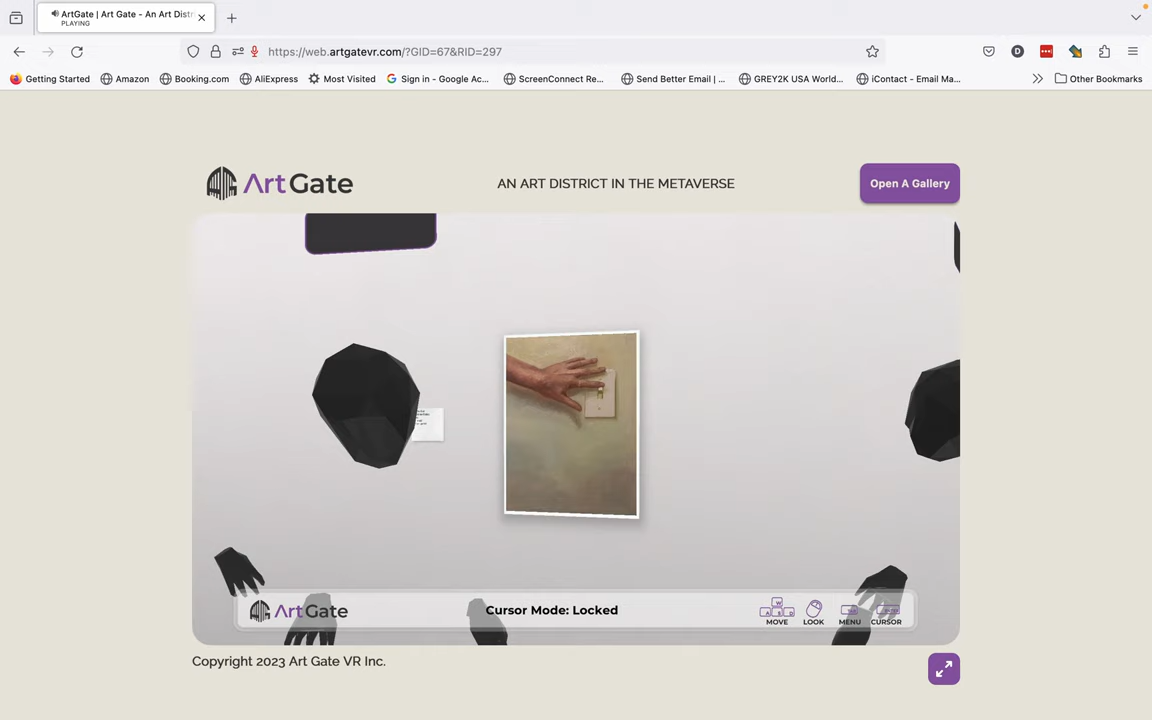 ArtGate | Art Gate - An Art Distr
PLAYING
https://web.artgatevr.com/?GID=67&RID=297
D
Getting Started
Amazon
Booking.com
AliExpress
Most Visited
Sign in - Google Ac...
ScreenConnect Re...
Send Better Email | ...
GREY2K USA World...
iContact - Email Ma...
Other Bookmarks
ArtGate
AN ART DISTRICT IN THE METAVERSE
Open A Gallery
ArtGate
Cursor Mode: Locked
W
A S D
MOVE
LOOK
MENU
CURSOR
Copyright 2023 Art Gate VR Inc.